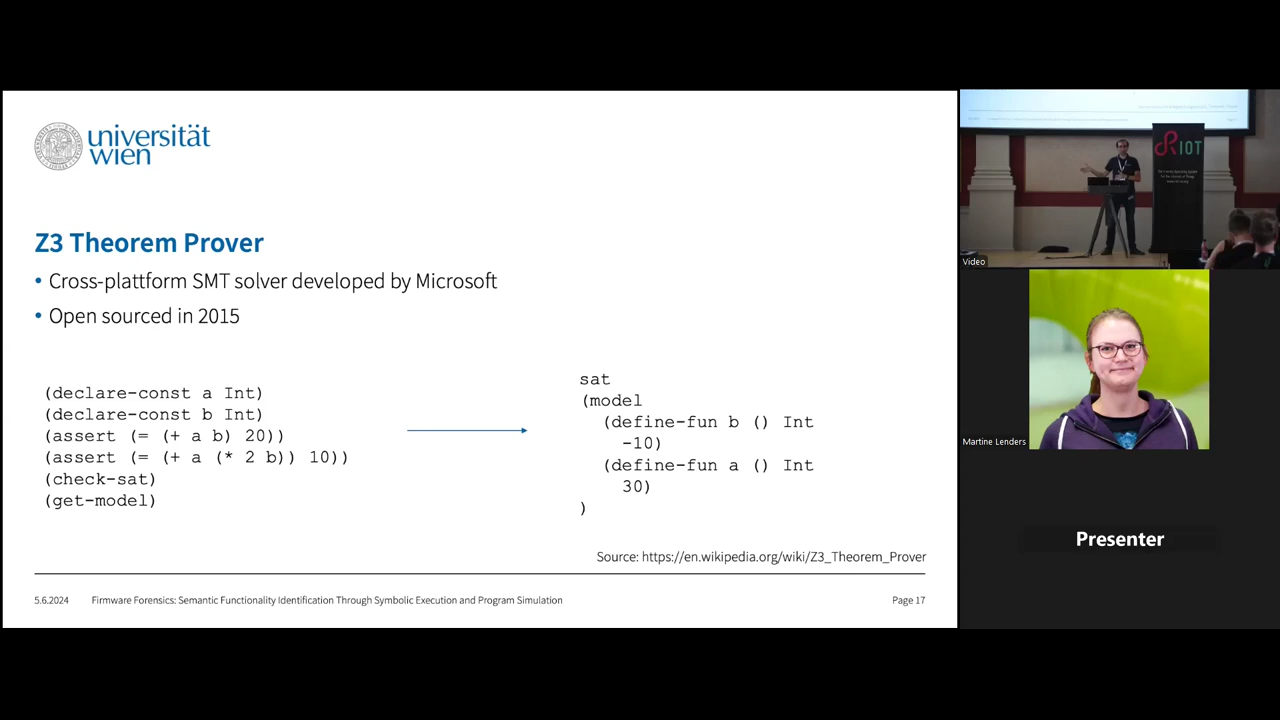 universität
wien
Z3 Theorem Prover
• Cross-plattform SMT solver developed by Microsoft
• Open sourced in 2015
(declare-const a Int)
(declare-const b Int)
(assert (= (+ a b) 20))
(assert (= (+ a (* 2 b)) 10))
(check-sat)
(get-model)
sat
(model
(define-fun b () Int
-10)
(define-fun a () Int
30)
)
Source: https://en.wikipedia.org/wiki/Z3_Theorem_Prover
5.6.2024
Firmware Forensics: Semantic Functionality Identification Through Symbolic Execution and Program Simulation
Page 17
RIOT
Video
Martine Lenders
Presenter